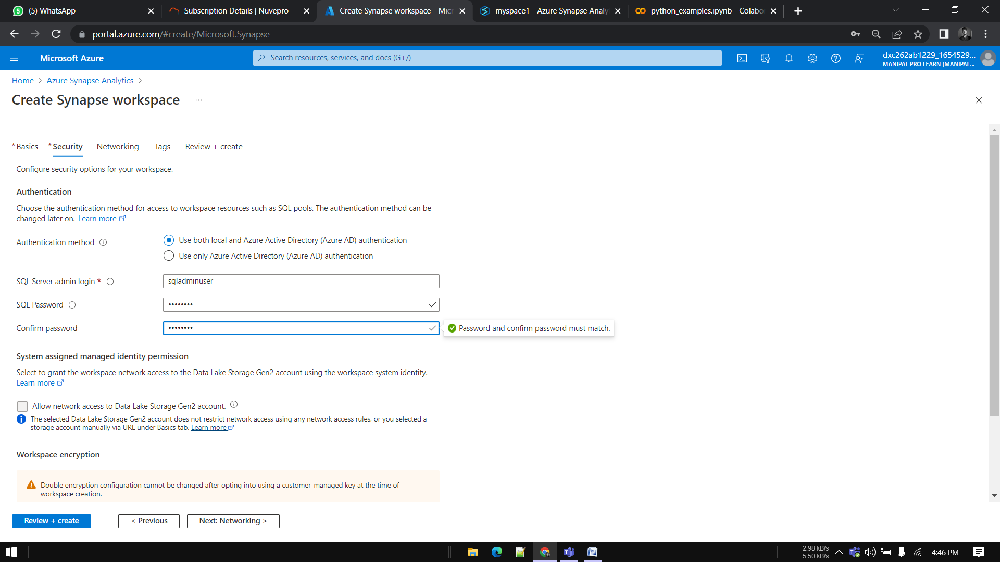 (5) WhatsApp
Subscription Details | Nuvepro
Create Synapse workspace - Micr
myspace1 - Azure Synapse Analy
python_examples.ipynb - Colabo
portal.azure.com/#create/Microsoft.Synapse
Microsoft Azure
Search resources, services, and docs (G+/)
dxc262ab1229_1654529...
MANIPAL PRO LEARN (MANIPAL...
Home > Azure Synapse Analytics >
Create Synapse workspace ...
* Basics * Security Networking Tags Review + create
Configure security options for your workspace.
Authentication
Choose the authentication method for access to workspace resources such as SQL pools. The authentication method can be
changed later on. Learn more
Authentication method
Use both local and Azure Active Directory (Azure AD) authentication
Use only Azure Active Directory (Azure AD) authentication
SQL Server admin login *
sqladminuser
SQL Password
••••••••
Confirm password
••••••••
Password and confirm password must match.
System assigned managed identity permission
Select to grant the workspace network access to the Data Lake Storage Gen2 account using the workspace system identity.
Learn more
Allow network access to Data Lake Storage Gen2 account.
The selected Data Lake Storage Gen2 account does not restrict network access using any network access rules, or you selected a
storage account manually via URL under Basics tab. Learn more
Workspace encryption
Double encryption configuration cannot be changed after opting into using a customer-managed key at the time of
workspace creation.
Review + create
< Previous
Next: Networking >
2.98 kB/s
5.50 kB/s
4:46 PM